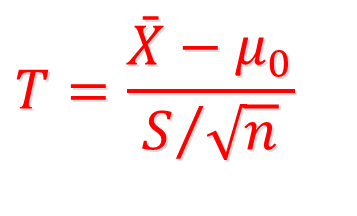 T = (X̄ − μ₀) / (S/√n)